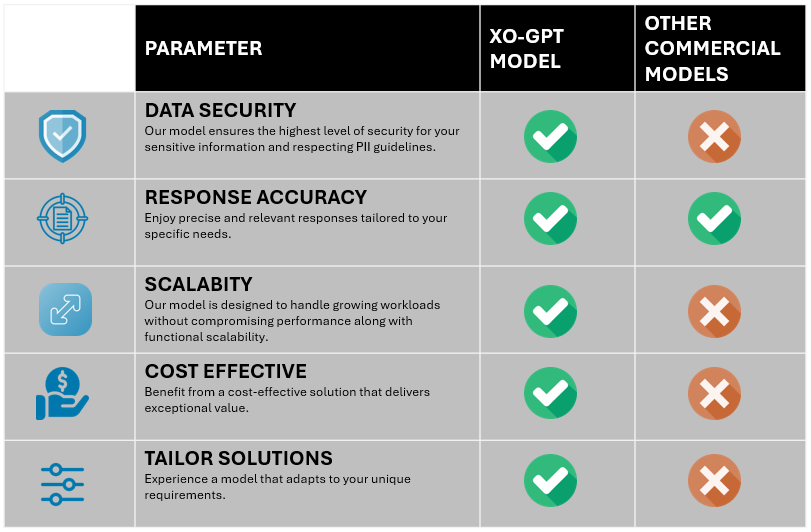 PARAMETER
XO-GPT
MODEL
OTHER
COMMERCIAL
MODELS
DATA SECURITY
Our model ensures the highest level of security for your
sensitive information and respecting PII guidelines.
RESPONSE ACCURACY
Enjoy precise and relevant responses tailored to your
specific needs.
SCALABITY
Our model is designed to handle growing workloads
without compromising performance along with
functional scalability.
COST EFFECTIVE
Benefit from a cost-effective solution that delivers
exceptional value.
TAILOR SOLUTIONS
Experience a model that adapts to your unique
requirements.